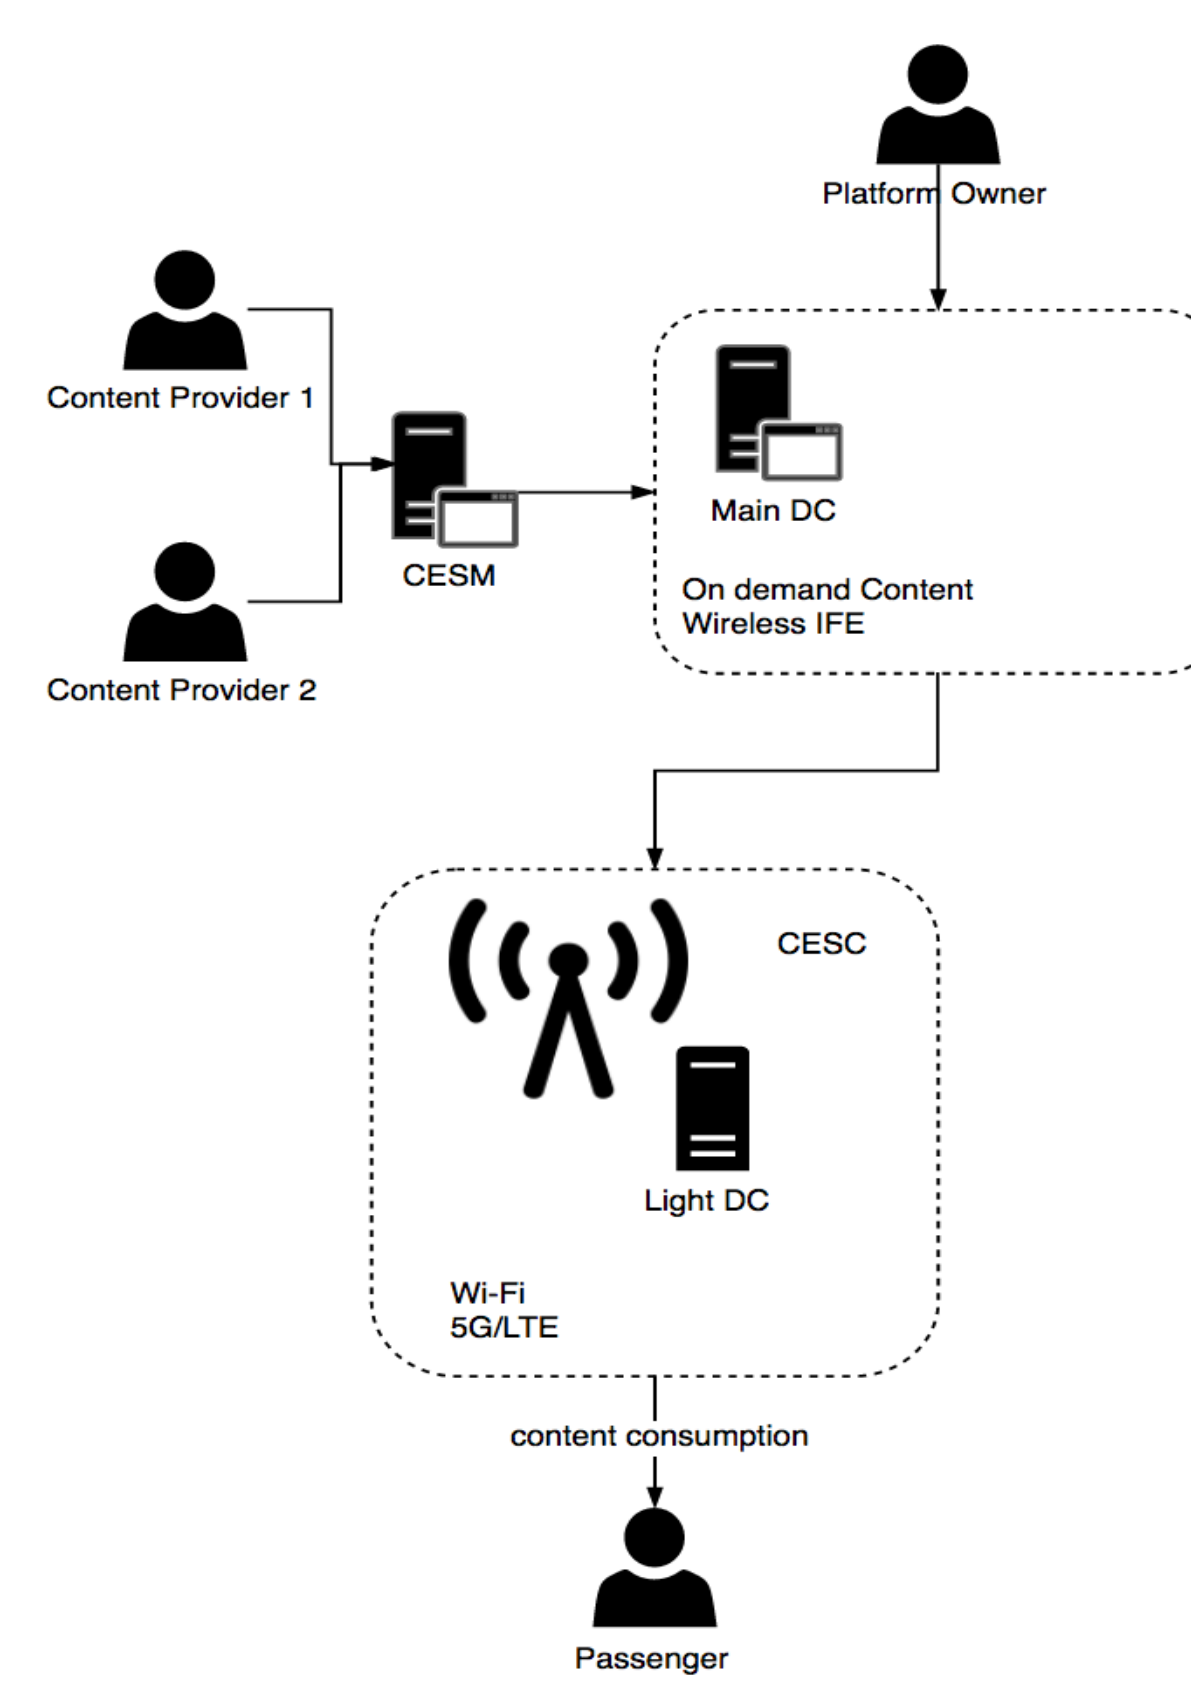 Platform Owner
Content Provider 1
Main DC
CESM
On demand Content
Wireless IFE
Content Provider 2
CESC
Light DC
Wi-Fi
5G/LTE
content consumption
Passenger